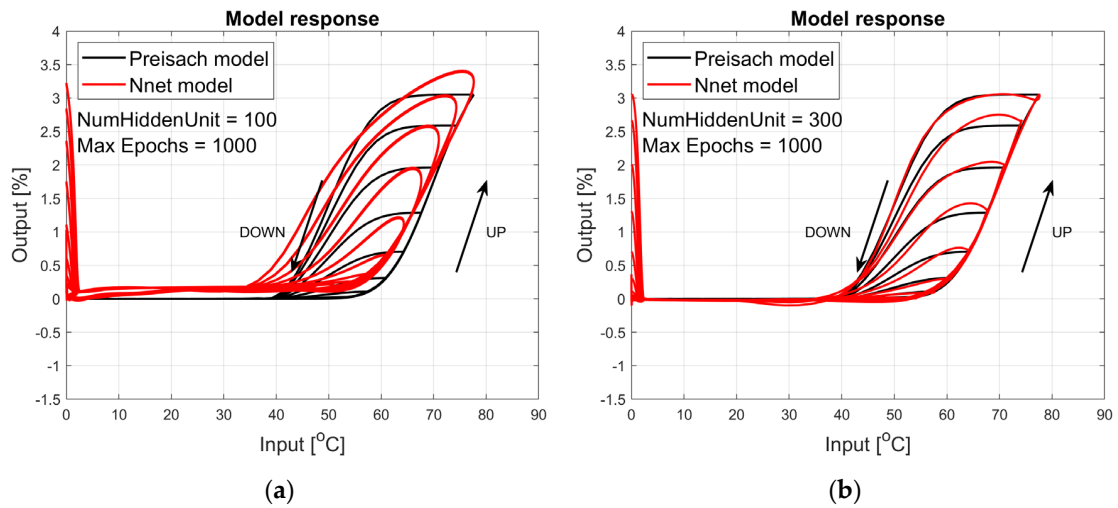 Model response
4
3.5
3
2.5
2
1.5
1
0.5
0
-0.5
-1
-1.5
Output [%]
Preisach model
Nnet model
NumHiddenUnit = 100
Max Epochs = 1000
DOWN
UP
0 10 20 30 40 50 60 70 80 90
Input [°C]
(a)
Model response
4
3.5
3
2.5
2
1.5
1
0.5
0
-0.5
-1
-1.5
Output [%]
Preisach model
Nnet model
NumHiddenUnit = 300
Max Epochs = 1000
DOWN
UP
0 10 20 30 40 50 60 70 80 90
Input [°C]
(b)